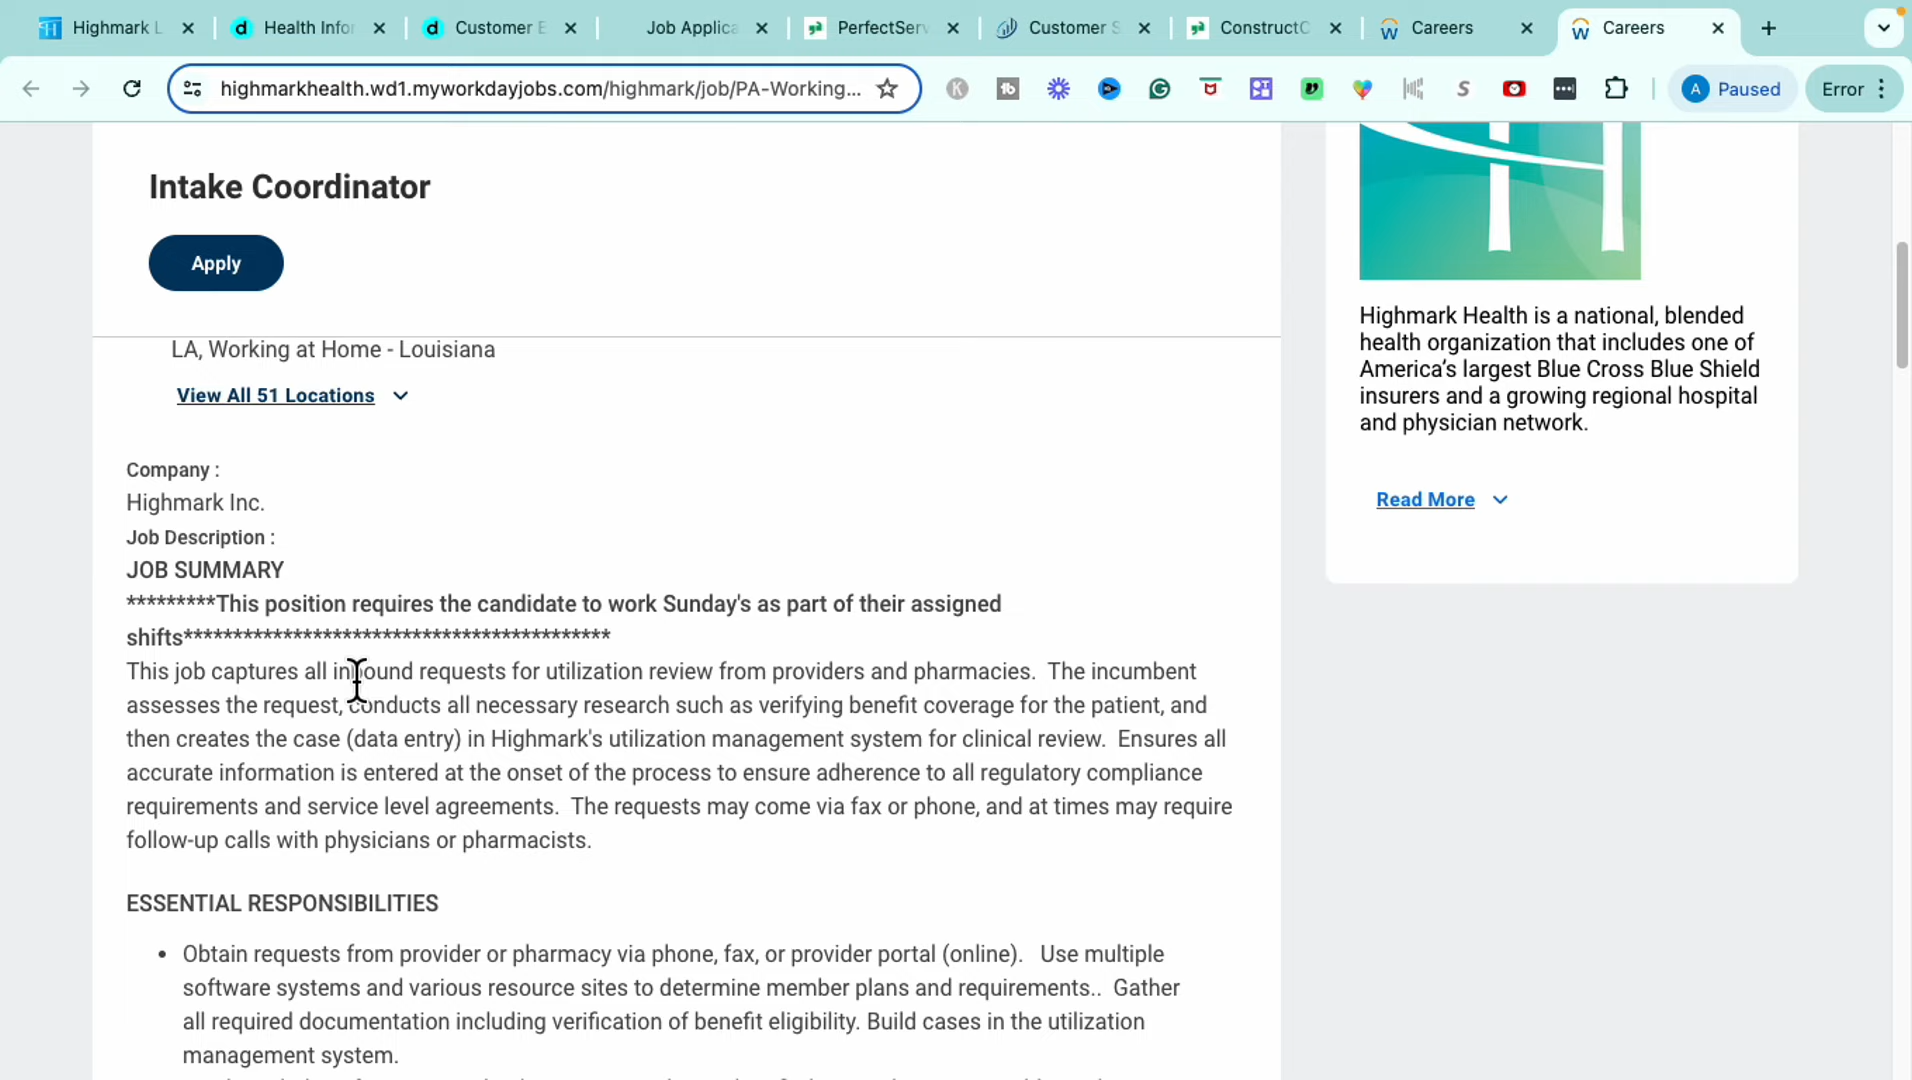 Highmark L
Health Infor
Customer E
Job Applica
PerfectServ
Customer S
ConstructC
Careers
Careers
highmarkhealth.wd1.myworkdayjobs.com/highmark/job/PA-Working...
A Paused
Error
Intake Coordinator
Apply
LA, Working at Home - Louisiana
View All 51 Locations
Company :
Highmark Inc.
Job Description :
JOB SUMMARY
*********This position requires the candidate to work Sunday's as part of their assigned
shifts*******************************************
This job captures all inbound requests for utilization review from providers and pharmacies.  The incumbent
assesses the request, conducts all necessary research such as verifying benefit coverage for the patient, and
then creates the case (data entry) in Highmark's utilization management system for clinical review.  Ensures all
accurate information is entered at the onset of the process to ensure adherence to all regulatory compliance
requirements and service level agreements.  The requests may come via fax or phone, and at times may require
follow-up calls with physicians or pharmacists.
ESSENTIAL RESPONSIBILITIES
• Obtain requests from provider or pharmacy via phone, fax, or provider portal (online).   Use multiple
software systems and various resource sites to determine member plans and requirements..  Gather
all required documentation including verification of benefit eligibility. Build cases in the utilization
management system.
Highmark Health is a national, blended
health organization that includes one of
America's largest Blue Cross Blue Shield
insurers and a growing regional hospital
and physician network.
Read More